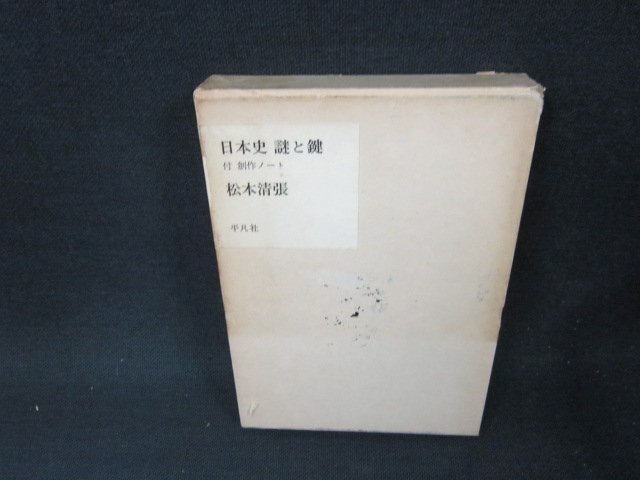 日本史 謎と鍵
付 創作ノート
松本清張
平凡社